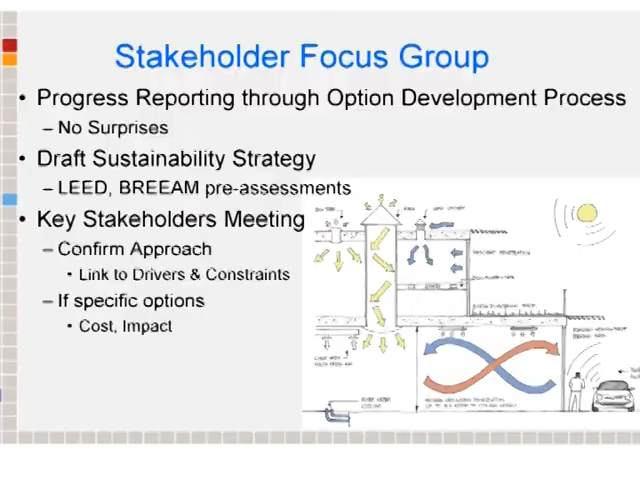 Stakeholder Focus Group
• Progress Reporting through Option Development Process
– No Surprises
• Draft Sustainability Strategy
– LEED, BREEAM pre-assessments
• Key Stakeholders Meeting
– Confirm Approach
• Link to Drivers & Constraints
– If specific options
• Cost, Impact